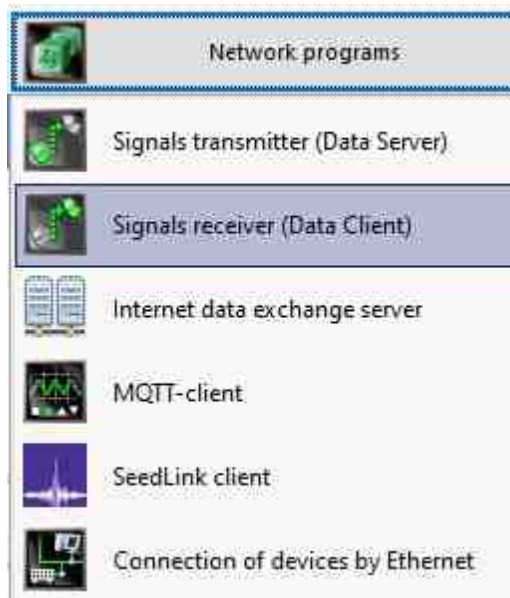 Network programs
Signals transmitter (Data Server)
Signals receiver (Data Client)
Internet data exchange server
MQTT-client
SeedLink client
Connection of devices by Ethernet